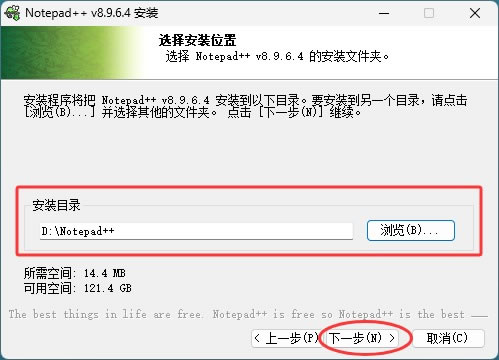 Notepad++ v8.9.6.4 安装
选择安装位置
选择 Notepad++ v8.9.6.4 的安装文件夹。
安装程序将把 Notepad++ v8.9.6.4 安装到以下目录。要安装到另一个目录，请点击
[浏览(B)...] 并选择其他的文件夹。 点击 [下一步(N)] 继续。
安装目录
D:\Notepad++
浏览(B)...
所需空间: 14.4 MB
可用空间: 121.4 GB
The best things in life are free. Notepad++ is free so Notepad++ is the best
< 上一步(P)
下一步(N) >
取消(C)